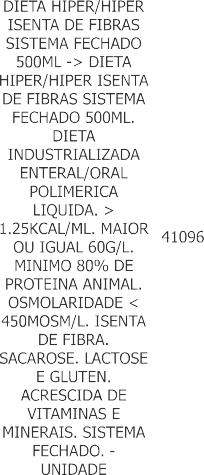 DIETA HIPER/HIPER
ISENTA DE FIBRAS
SISTEMA FECHADO
500ML -> DIETA
HIPER/HIPER ISENTA
DE FIBRAS SISTEMA
FECHADO 500ML.
DIETA
INDUSTRIALIZADA
ENTERAL/ORAL
POLIMERICA
LIQUIDA. >
1.25KCAL/ML. MAIOR
OU IGUAL 60G/L.
41096
MINIMO 80% DE
PROTEINA ANIMAL.
OSMOLARIDADE <
450MOSM/L. ISENTA
DE FIBRA.
SACAROSE. LACTOSE
E GLUTEN.
ACRESCIDA DE
VITAMINAS E
MINERAIS. SISTEMA
FECHADO. -
UNIDADE